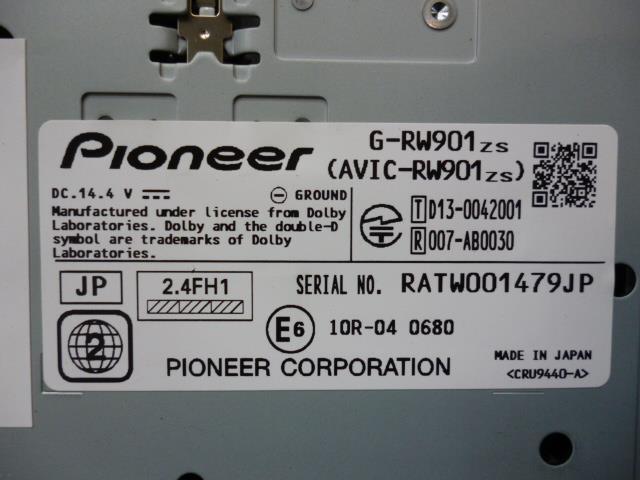 Pioneer
G-RW901zs
(AVIC-RW901zs)
DC.14.4 V
GROUND
Manufactured under license from Dolby
Laboratories. Dolby and the double-D
symbol are trademarks of Dolby
Laboratories.
T D13-0042001
R 007-AB0030
JP
2.4FH1
SERIAL NO. RATW001479JP
2
E6
10R-04 0680
PIONEER CORPORATION
MADE IN JAPAN
<CRU9440-A>